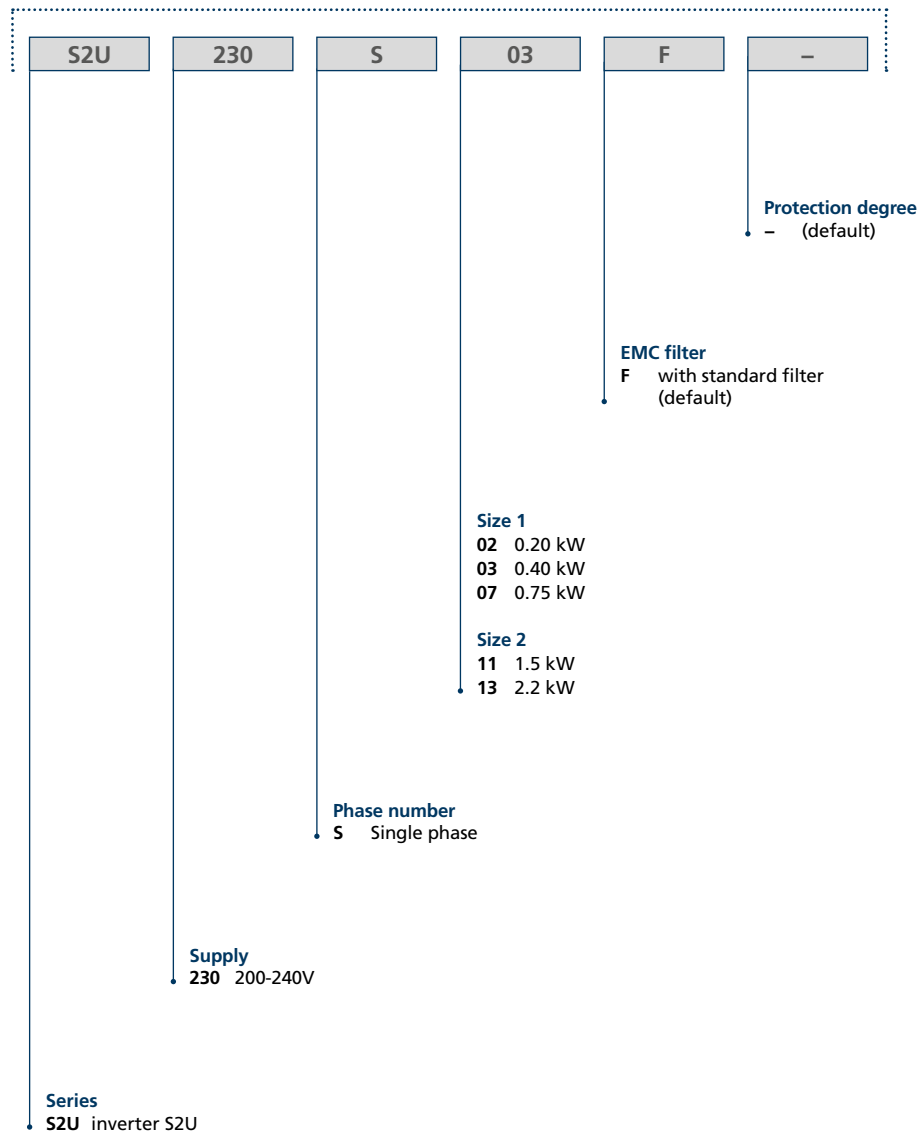 S2U 230 S 03 F –
Protection degree
– (default)
EMC filter
F with standard filter
(default)
Size 1
02 0.20 kW
03 0.40 kW
07 0.75 kW
Size 2
11 1.5 kW
13 2.2 kW
Phase number
S Single phase
Supply
230 200-240V
Series
S2U inverter S2U